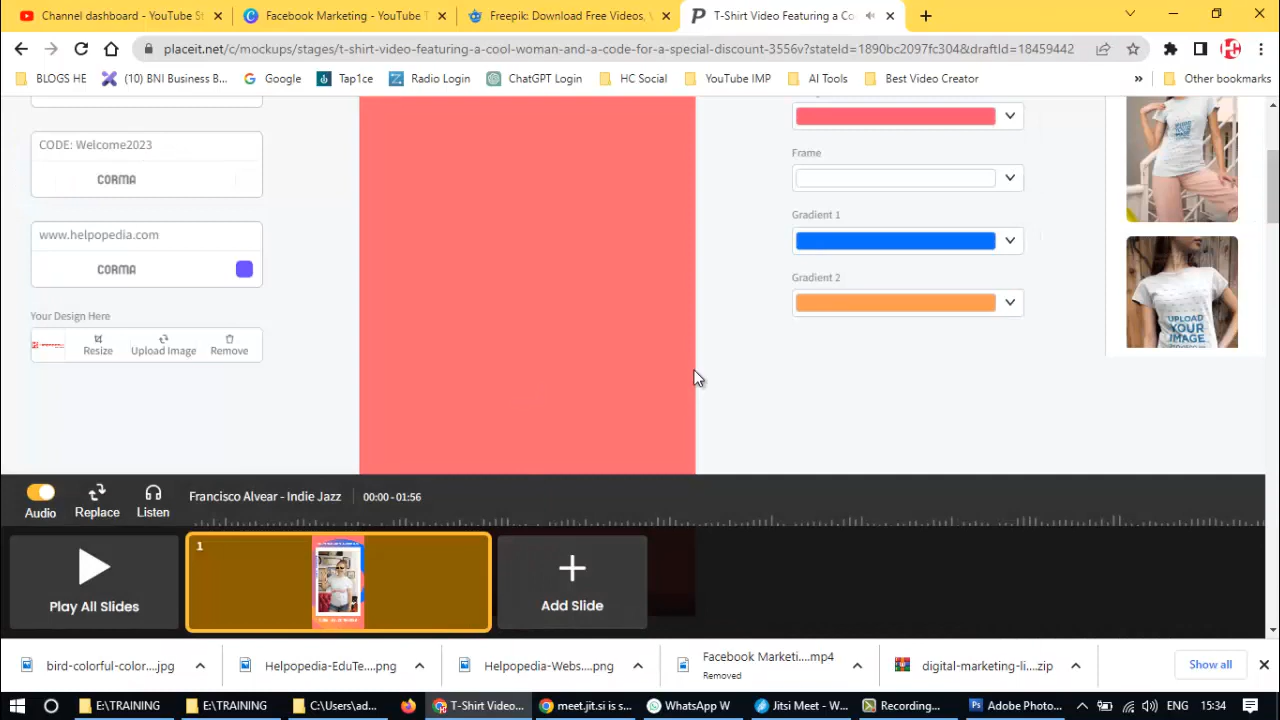 Channel dashboard - YouTube St
Facebook Marketing - YouTube T
Freepik: Download Free Videos,
T-Shirt Video Featuring a Co
placeit.net/c/mockups/stages/t-shirt-video-featuring-a-cool-woman-and-a-code-for-a-special-discount-3556v?stateId=1890bc2097fc304&draftId=18459442
BLOGS HE
(10) BNI Business B...
Google
Tap1ce
Radio Login
ChatGPT Login
HC Social
YouTube IMP
AI Tools
Best Video Creator
»
Other bookmarks
CODE: Welcome2023
CORMA
www.helpopedia.com
CORMA
Your Design Here
Resize
Upload Image
Remove
Frame
Gradient 1
Gradient 2
UPLOAD
YOUR
IMAGE
Audio
Replace
Listen
Francisco Alvear - Indie Jazz
00:00 - 01:56
Play All Slides
1
Add Slide
bird-colorful-color....jpg
Helpopedia-EduTe....png
Helpopedia-Webs....png
Facebook Marketi....mp4
Removed
digital-marketing-li....zip
Show all
E:\TRAINING
E:\TRAINING
C:\Users\ad...
T-Shirt Video...
meet.jit.si is s...
WhatsApp W
Jitsi Meet - W...
Recording...
Adobe Photo...
ENG
15:34